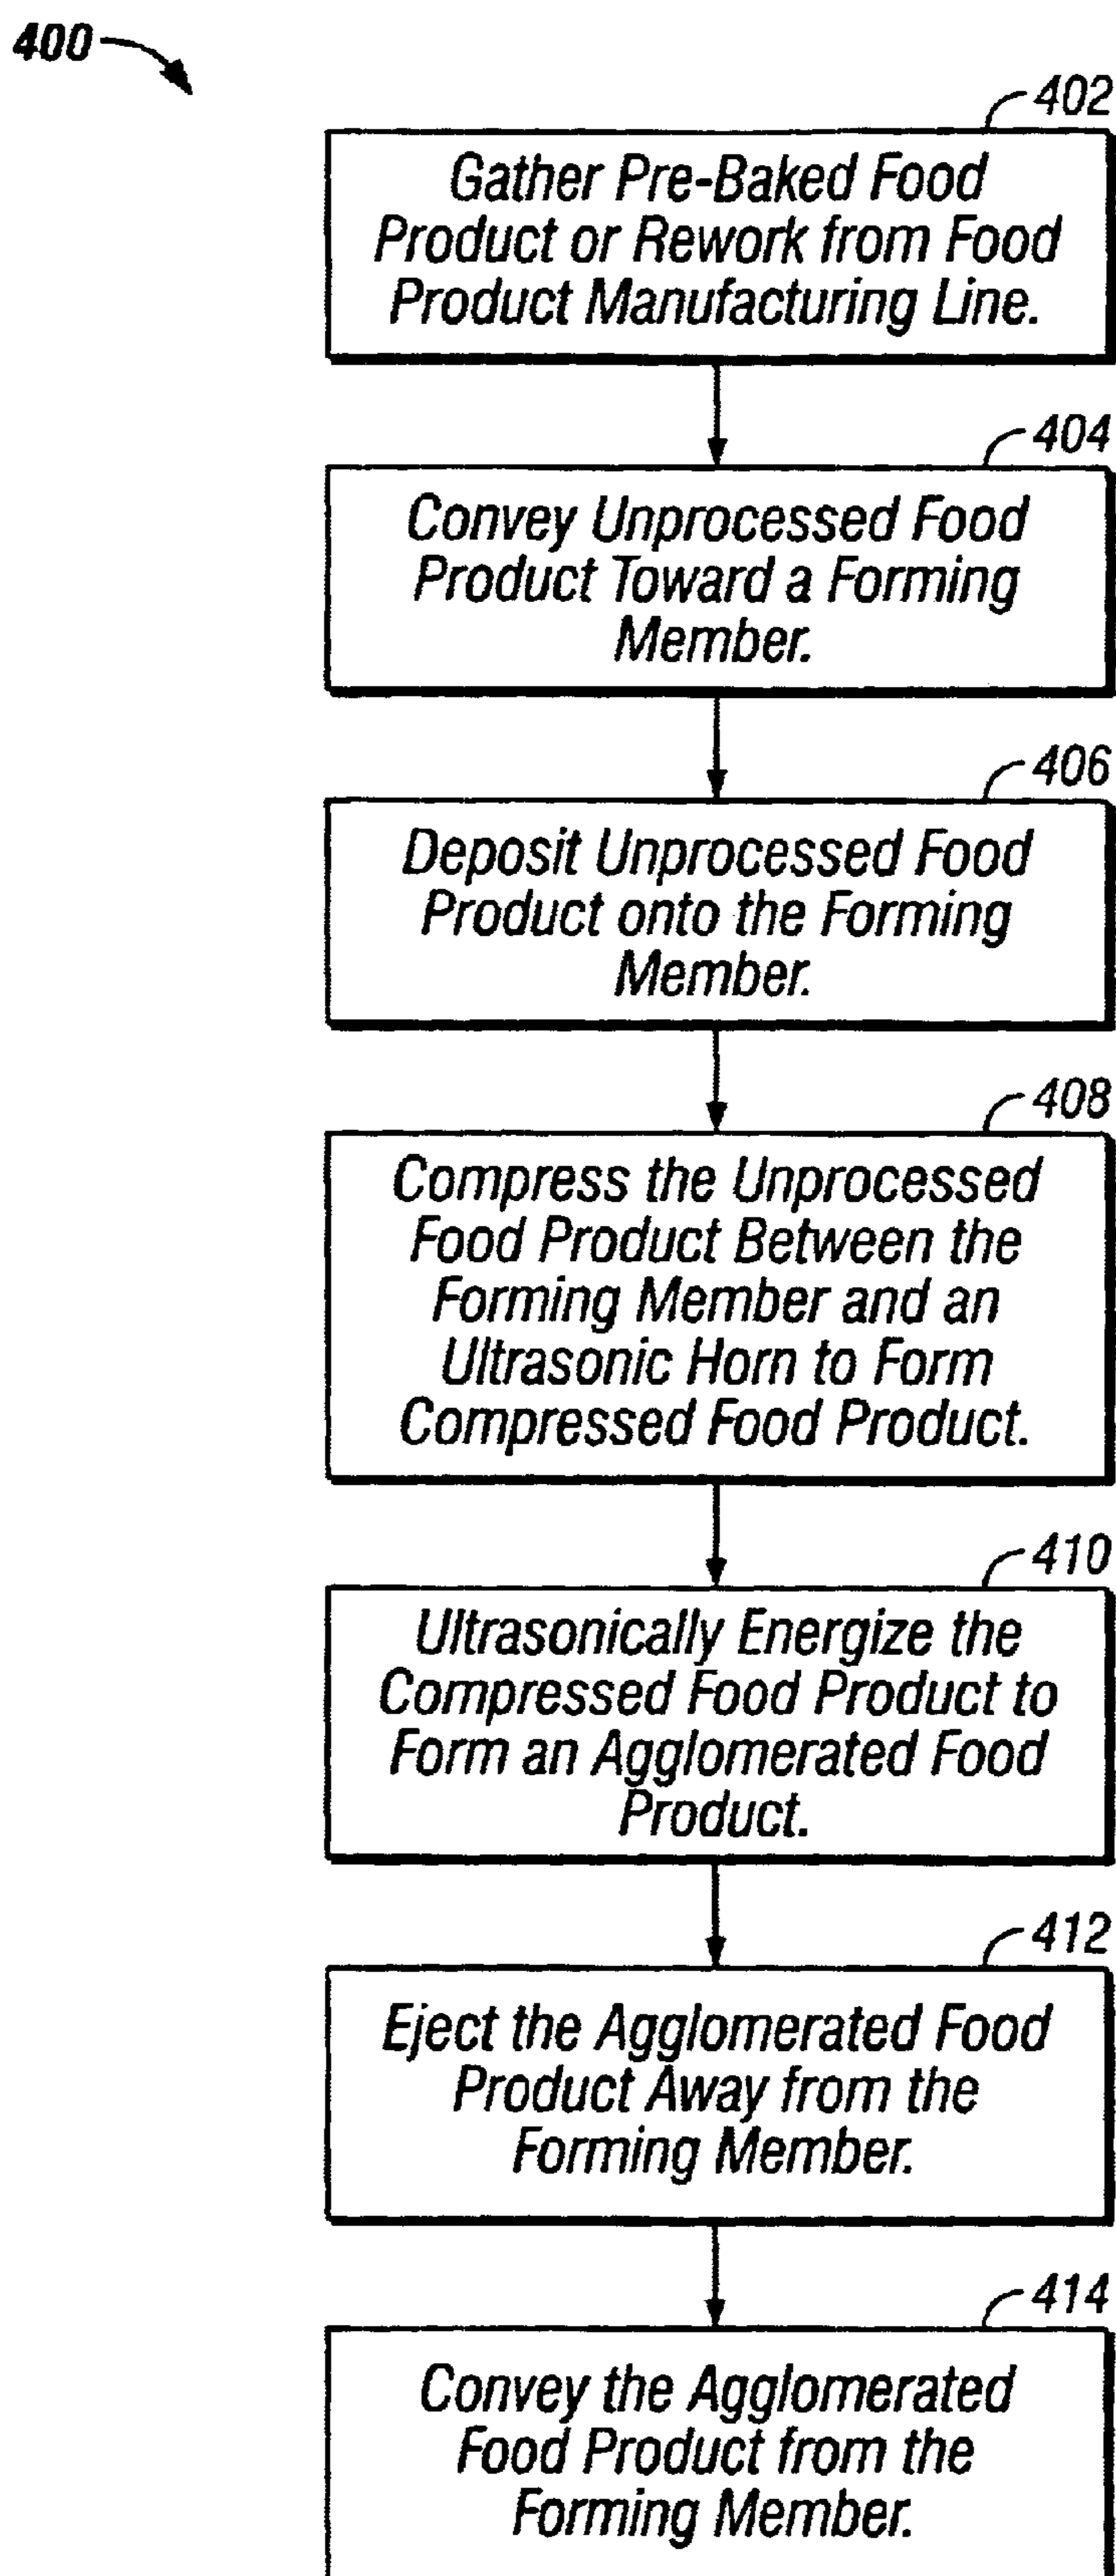 400
402
Gather Pre-Baked Food
Product or Rework from Food
Product Manufacturing Line.
404
Convey Unprocessed Food
Product Toward a Forming
Member.
406
Deposit Unprocessed Food
Product onto the Forming
Member.
408
Compress the Unprocessed
Food Product Between the
Forming Member and an
Ultrasonic Horn to Form
Compressed Food Product.
410
Ultrasonically Energize the
Compressed Food Product to
Form an Agglomerated Food
Product.
412
Eject the Agglomerated Food
Product Away from the
Forming Member.
414
Convey the Agglomerated
Food Product from the
Forming Member.